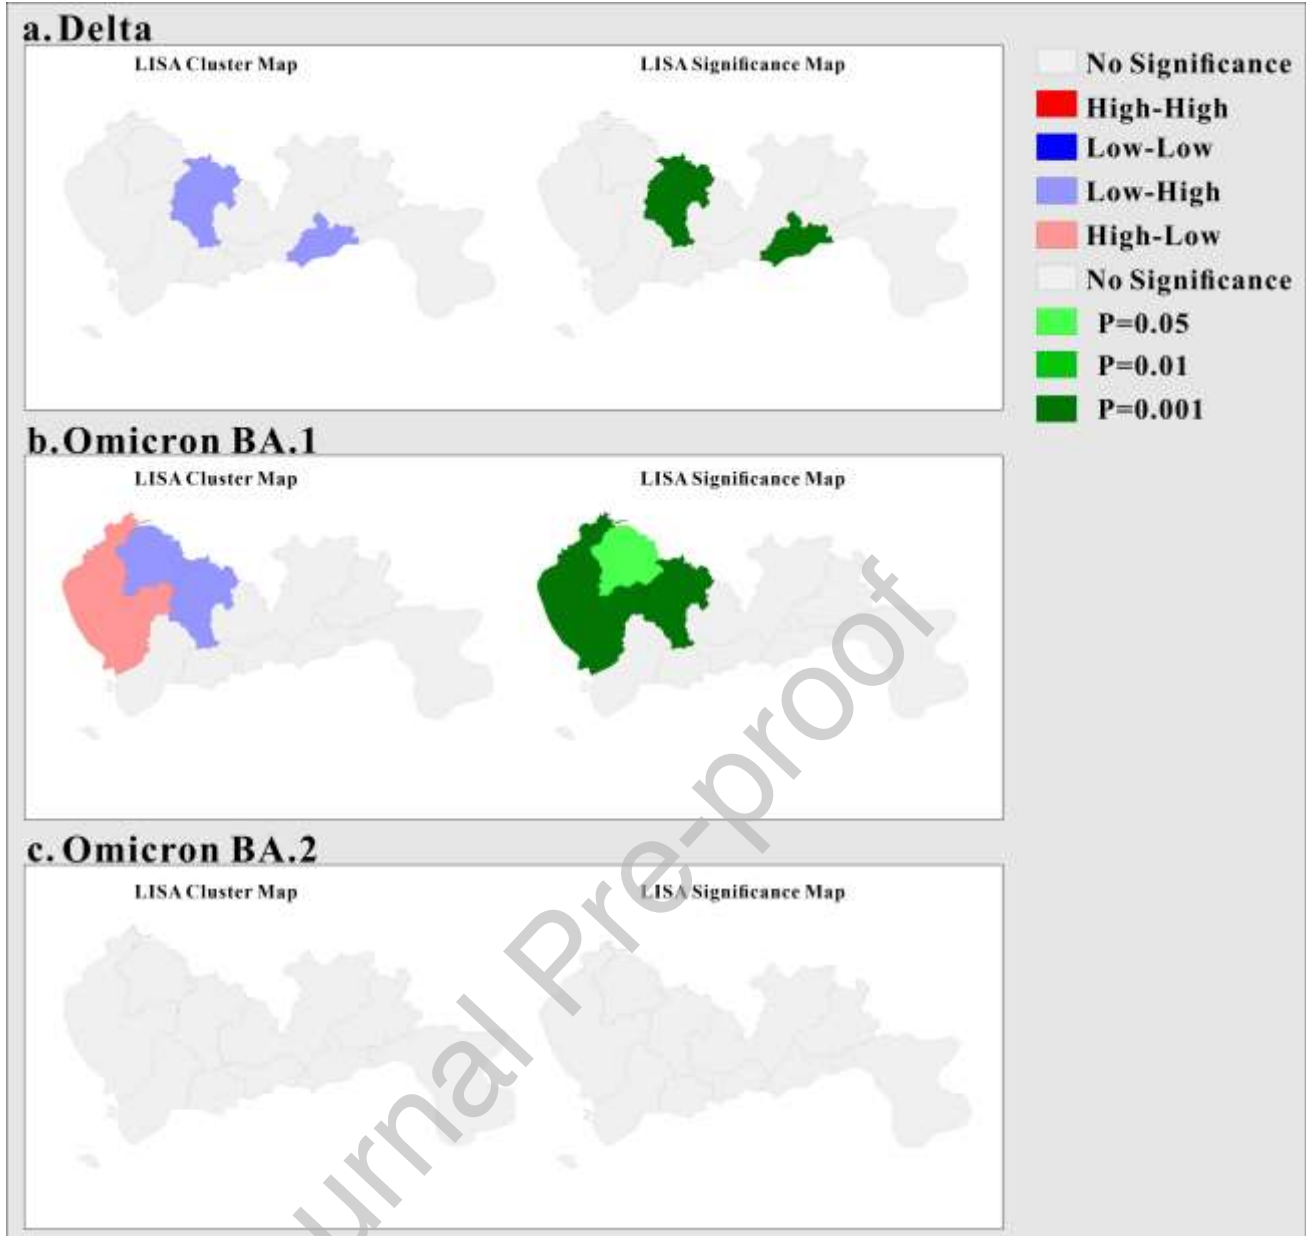 a. Delta
LISA Cluster Map
LISA Significance Map
No Significance
High-High
Low-Low
Low-High
High-Low
No Significance
P=0.05
P=0.01
P=0.001
b. Omicron BA.1
LISA Cluster Map
LISA Significance Map
c. Omicron BA.2
LISA Cluster Map
LISA Significance Map
urnal Pre-proof